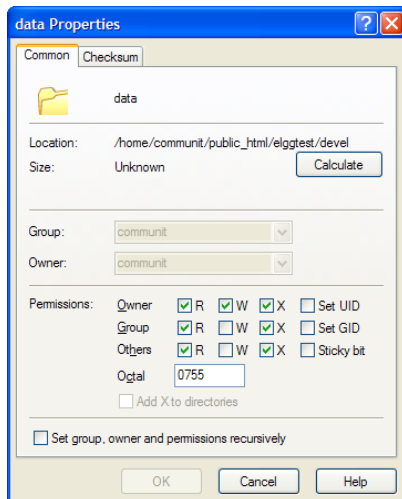 data Properties
Common Checksum
data
Location: /home/communit/public_html/elggtest/devel
Size: Unknown Calculate
Group: communit
Owner: communit
Permissions: Owner R W X Set UID
Group R W X Set GID
Others R W X Sticky bit
Octal 0755
Add X to directories
Set group, owner and permissions recursively
OK Cancel Help